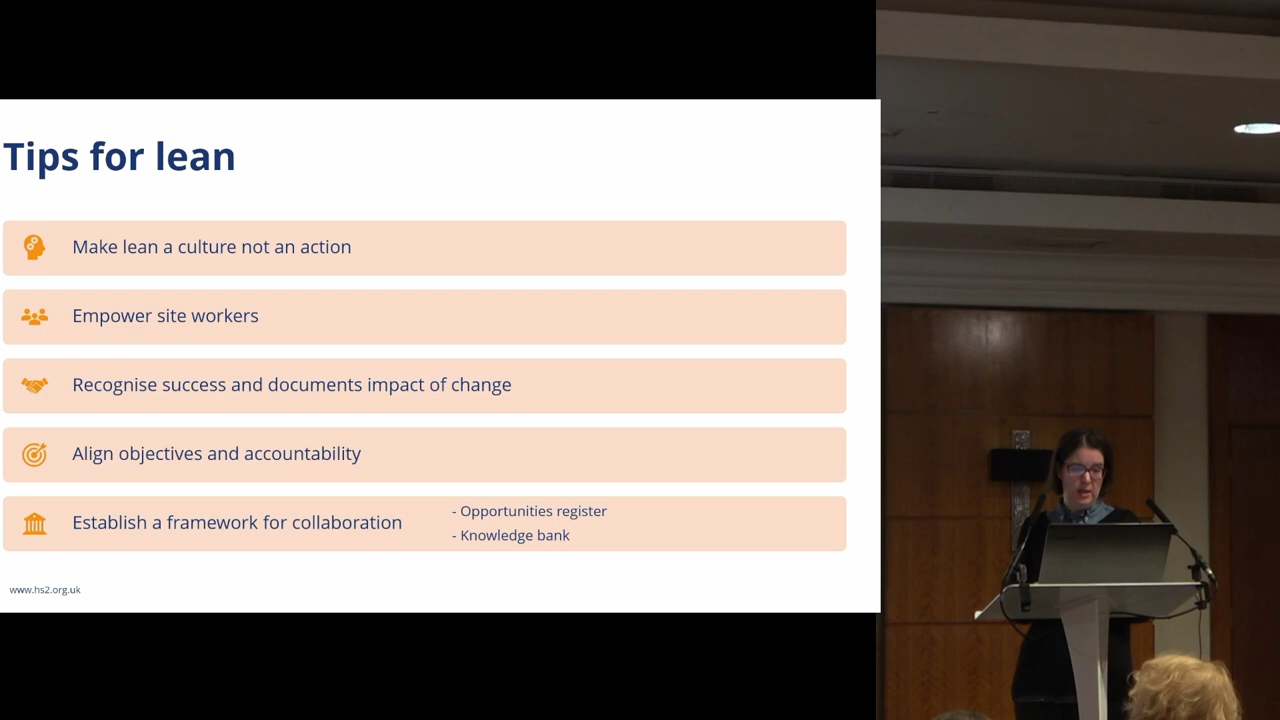 Tips for lean
Make lean a culture not an action
Empower site workers
Recognise success and documents impact of change
Align objectives and accountability
Establish a framework for collaboration
- Opportunities register
- Knowledge bank
www.hs2.org.uk